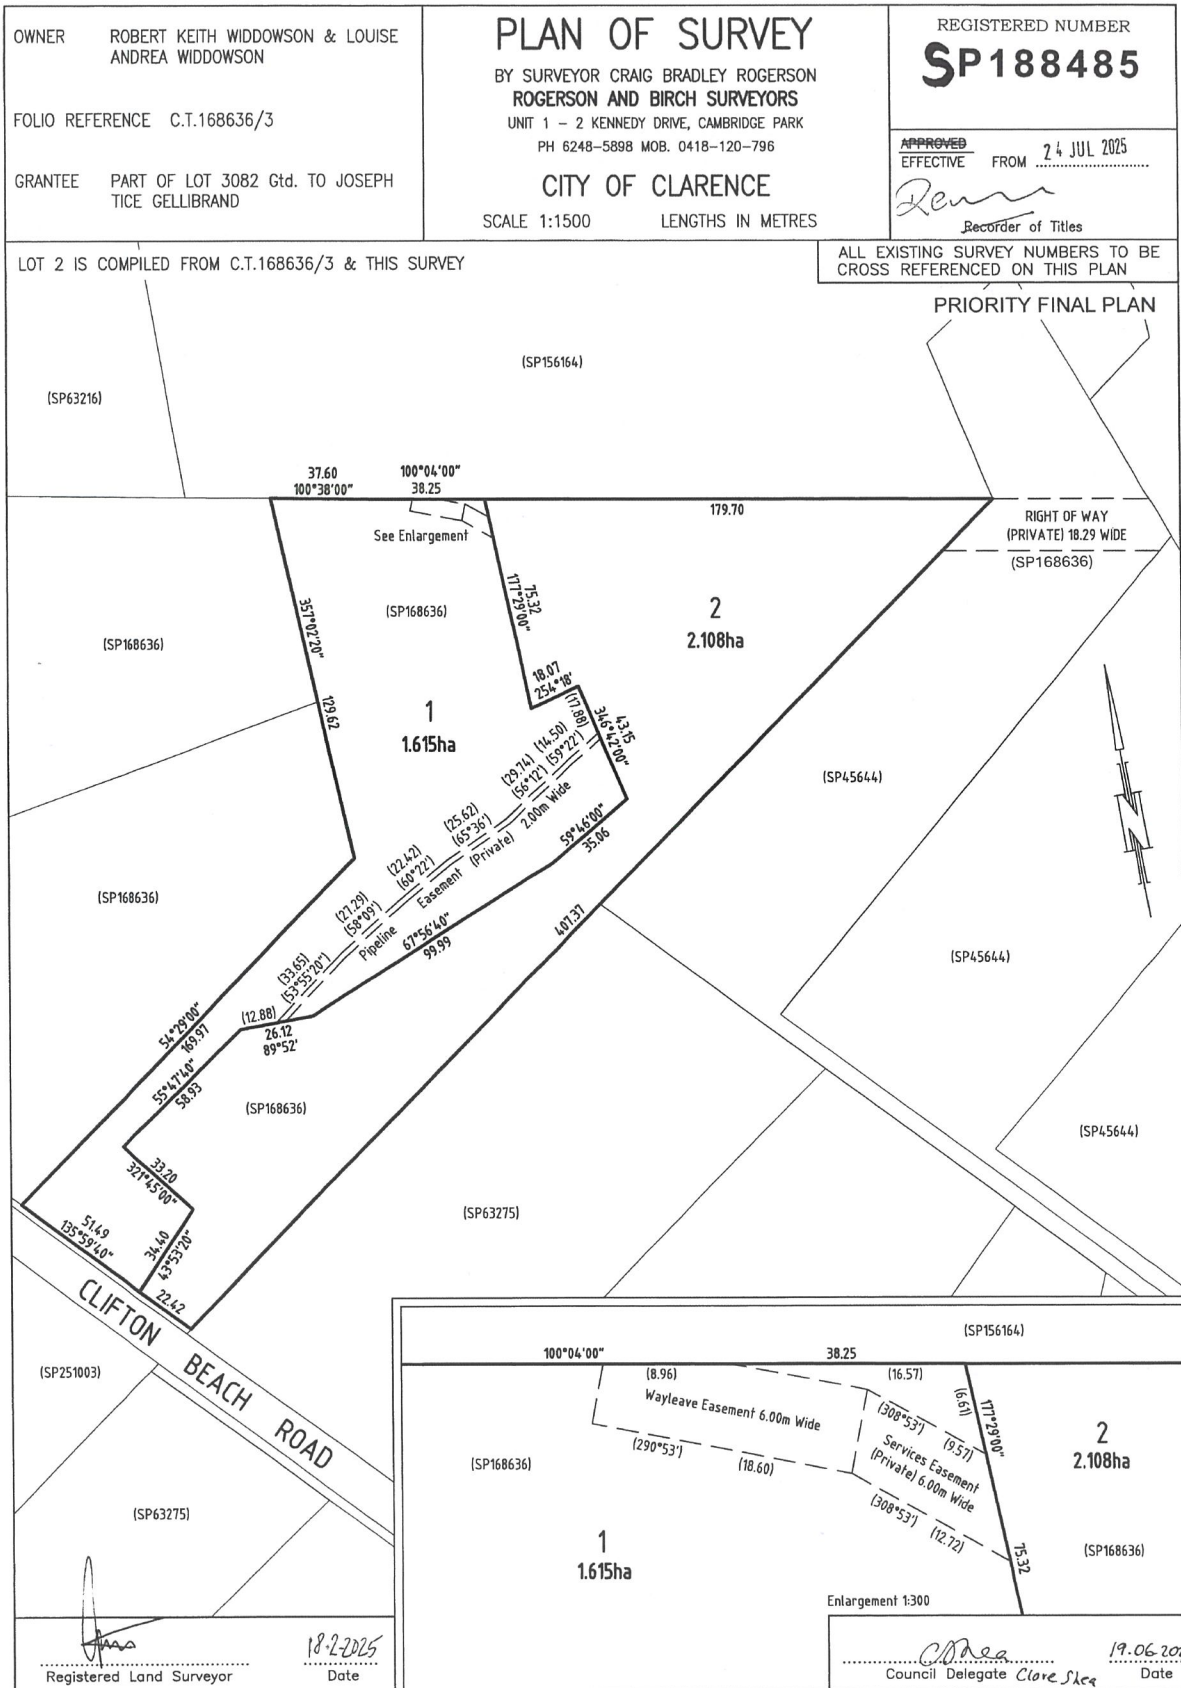 OWNER ROBERT KEITH WIDDOWSON & LOUISE
ANDREA WIDDOWSON
FOLIO REFERENCE C.T.168636/3
GRANTEE PART OF LOT 3082 Gtd. TO JOSEPH
TICE GELLIBRAND
PLAN OF SURVEY
BY SURVEYOR CRAIG BRADLEY ROGERSON
ROGERSON AND BIRCH SURVEYORS
UNIT 1 – 2 KENNEDY DRIVE, CAMBRIDGE PARK
PH 6248–5898 MOB. 0418–120–796
CITY OF CLARENCE
SCALE 1:1500 LENGTHS IN METRES
REGISTERED NUMBER
SP188485
APPROVED
EFFECTIVE FROM 24 JUL 2025
Recorder of Titles
LOT 2 IS COMPILED FROM C.T.168636/3 & THIS SURVEY
ALL EXISTING SURVEY NUMBERS TO BE
CROSS REFERENCED ON THIS PLAN
PRIORITY FINAL PLAN
(SP156164)
(SP63216)
37.60
100°38'00"
100°04'00"
38.25
179.70
See Enlargement
RIGHT OF WAY
(PRIVATE) 18.29 WIDE
(SP168636)
75.32
177°29'00"
357°02'20"
129.62
(SP168636)
(SP168636)
2
2.108ha
18.07
254°18'
(17.88)
43.15
346°42'00"
1
1.615ha
(14.50)
(59°22')
(29.74)
(56°12')
(25.62)
(65°36')
(22.42)
(60°22')
(27.29)
(58°09')
(33.65)
(53°55'20")
Pipeline Easement (Private) 2.00m Wide
59°46'00"
35.06
(SP45644)
(SP168636)
67°56'40"
99.99
407.37
(SP45644)
54°29'00"
169.97
(12.88)
26.12
89°52'
55°47'40"
58.93
(SP168636)
(SP45644)
33.20
321°45'00"
(SP63275)
51.49
135°59'40"
34.40
43°53'20"
22.42
CLIFTON BEACH ROAD
(SP251003)
(SP63275)
(SP156164)
100°04'00"
38.25
(8.96)
(16.57)
Wayleave Easement 6.00m Wide
(6.61)
177°29'00"
(308°53')
(9.57)
Services Easement
(Private) 6.00m Wide
(290°53')
(18.60)
(308°53')
(12.72)
2
2.108ha
(SP168636)
1
1.615ha
75.32
(SP168636)
Enlargement 1:300
18-2-2025
Registered Land Surveyor Date
19.06.202
Council Delegate Clare Shea Date